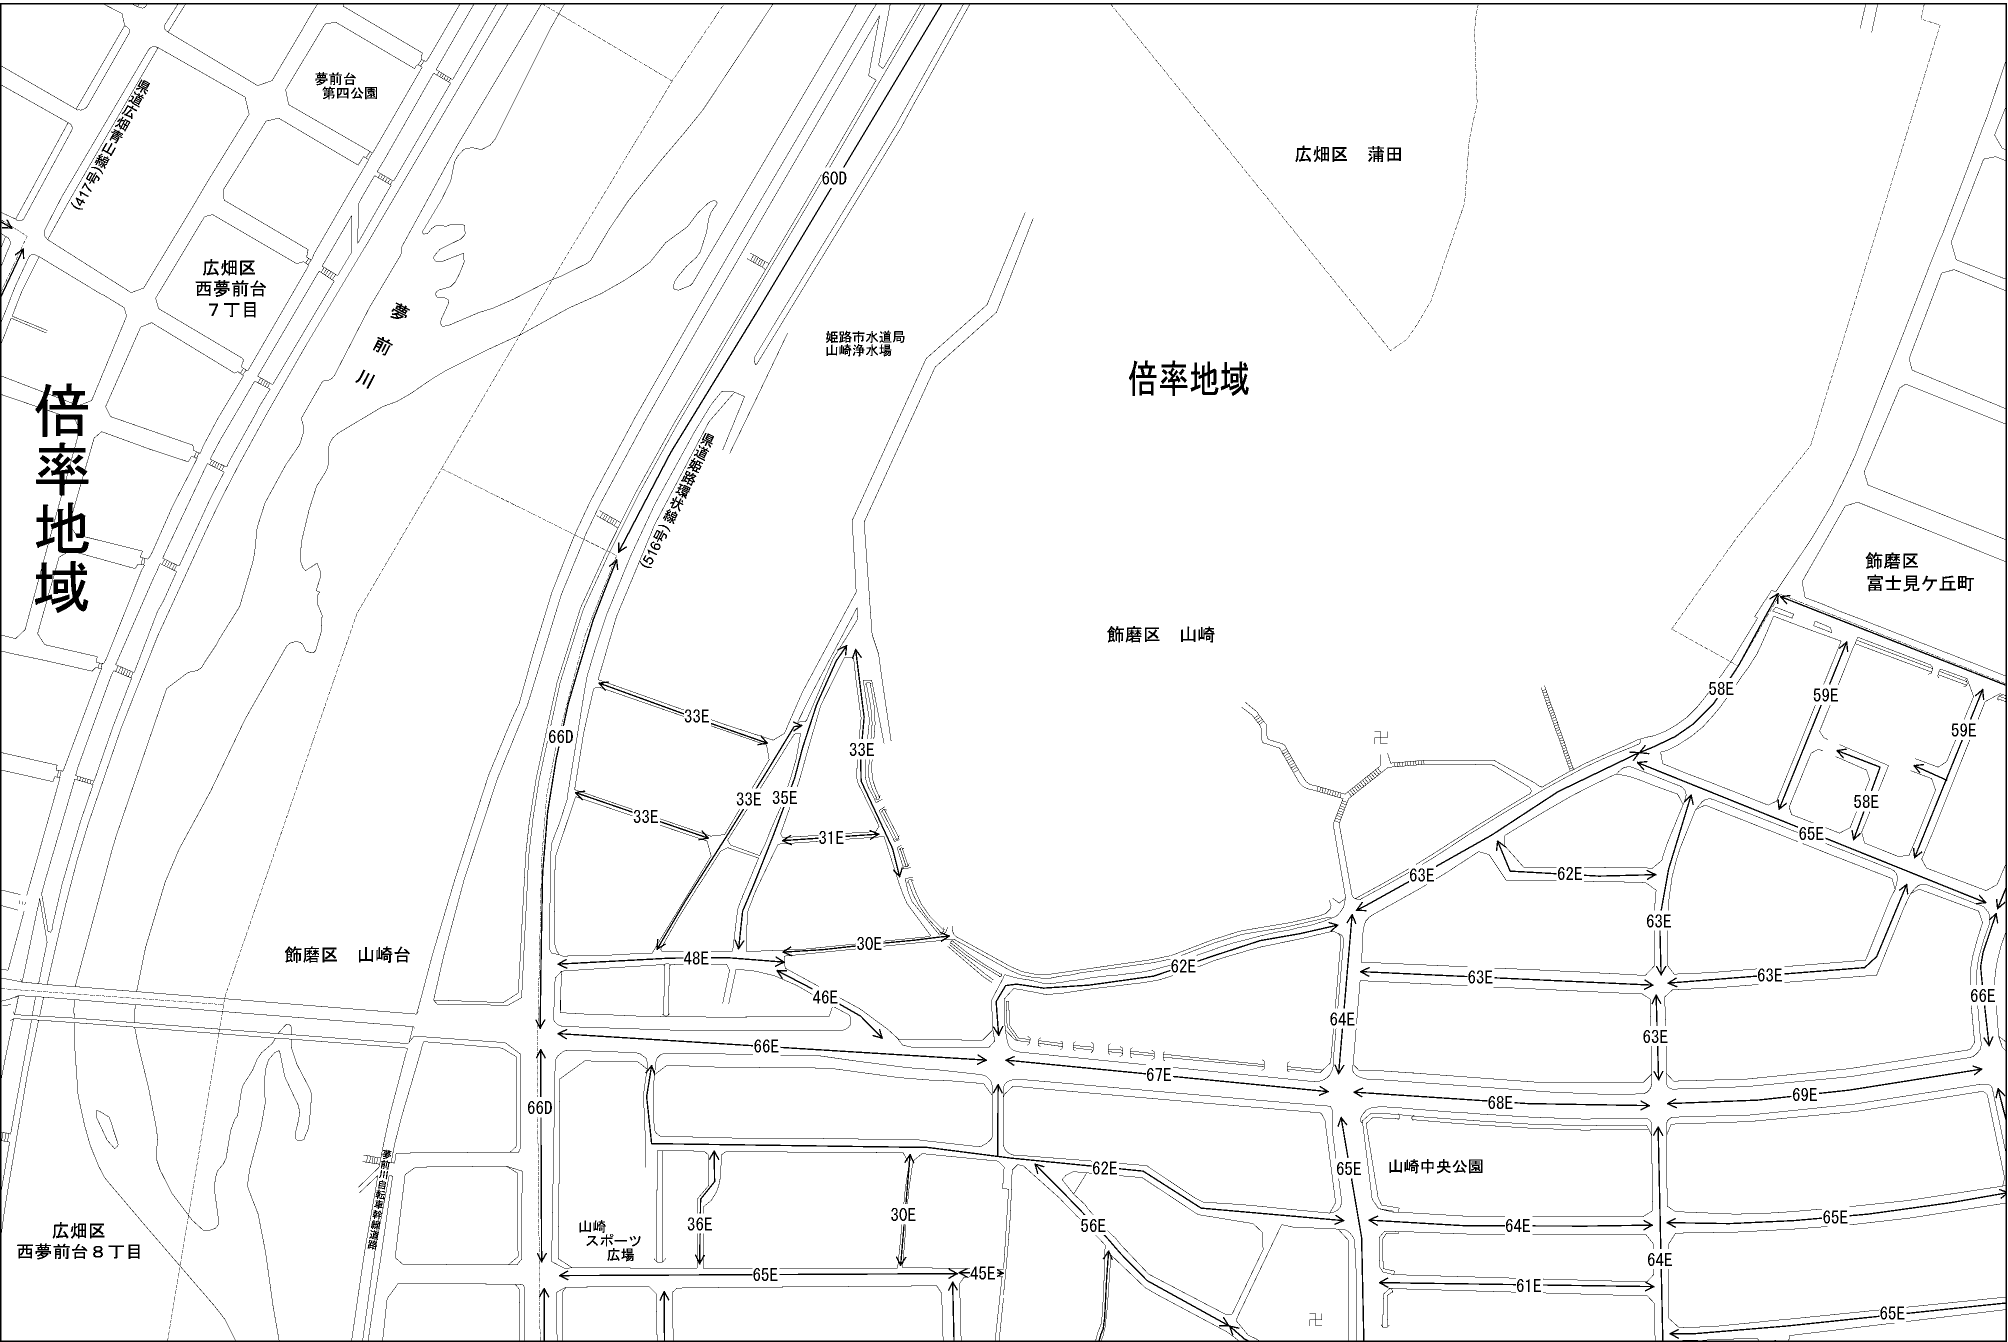 夢前台
第四公園
県道広畑青山線
(417号)
60D
広畑区　蒲田
広畑区
西夢前台
７丁目
夢前川
姫路市水道局
山崎浄水場
倍率地域
倍率地域
県道姫路環状線
(516号)
飾磨区
富士見ケ丘町
飾磨区　山崎
58E
59E
59E
33E
66D
33E
卍
33E
35E
58E
33E
31E
65E
63E
62E
63E
30E
飾磨区　山崎台
48E
62E
63E
63E
46E
66E
64E
63E
66E
67E
69E
68E
66D
62E
65E
山崎中央公園
36E
30E
56E
64E
65E
広畑区
西夢前台８丁目
山崎
スポーツ
広場
64E
65E
45E
61E
65E
卍